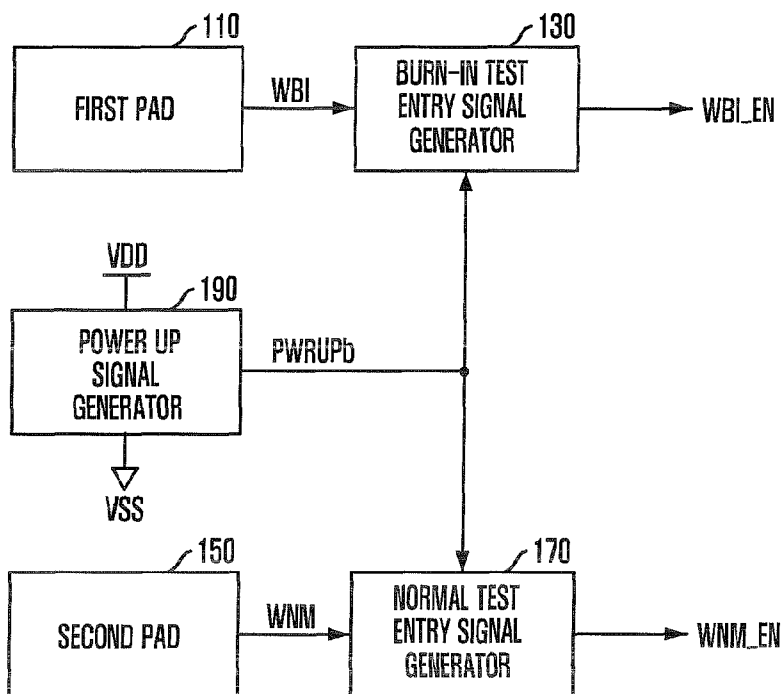 110
FIRST PAD
WBI
130
BURN-IN TEST
ENTRY SIGNAL
GENERATOR
WBI_EN
VDD
190
POWER UP
SIGNAL
GENERATOR
PWRUPb
VSS
150
SECOND PAD
WNM
170
NORMAL TEST
ENTRY SIGNAL
GENERATOR
WNM_EN